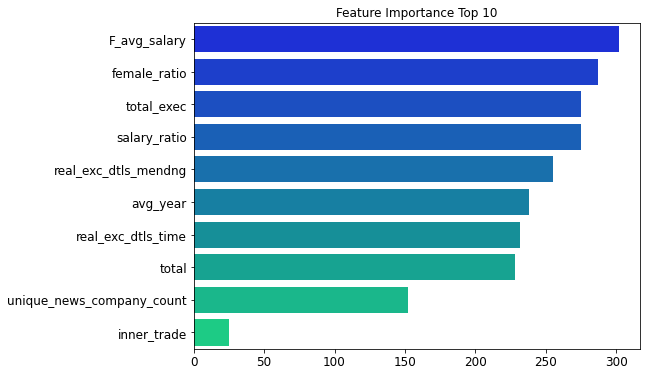 Feature Importance Top 10
F_avg_salary
female_ratio
total_exec
salary_ratio
real_exc_dtls_mendng
avg_year
real_exc_dtls_time
total
unique_news_company_count
inner_trade
0 50 100 150 200 250 300